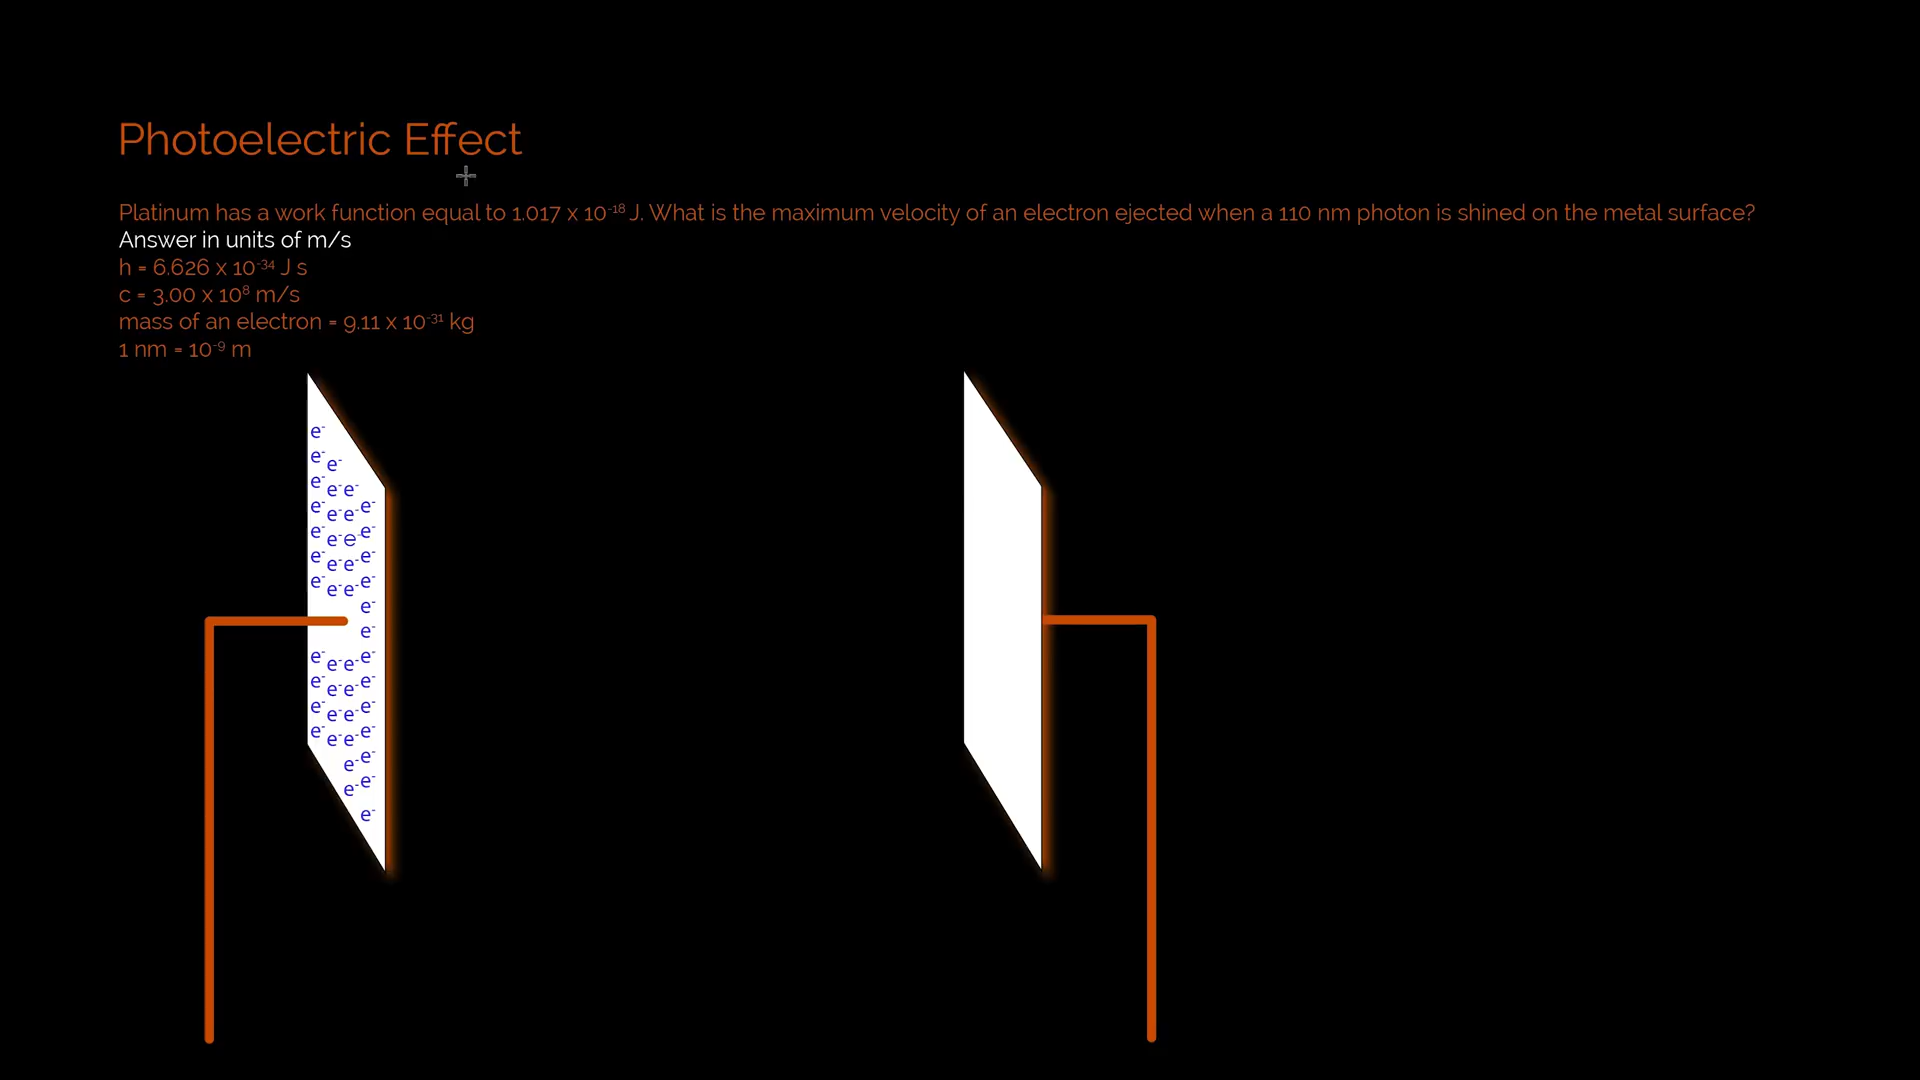 Photoelectric Effect
Platinum has a work function equal to 1.017 x 10⁻¹⁸ J. What is the maximum velocity of an electron ejected when a 110 nm photon is shined on the metal surface?
Answer in units of m/s
h = 6.626 x 10⁻³⁴ J s
c = 3.00 x 10⁸ m/s
mass of an electron = 9.11 x 10⁻³¹ kg
1 nm = 10⁻⁹ m
e⁻
e⁻ e⁻
e⁻ e⁻ e⁻
e⁻ e⁻ e⁻ e⁻
e⁻ e⁻ e⁻ e⁻
e⁻ e⁻ e⁻ e⁻
e⁻ e⁻ e⁻ e⁻
e⁻
e⁻
e⁻ e⁻ e⁻ e⁻
e⁻ e⁻ e⁻ e⁻
e⁻ e⁻ e⁻ e⁻
e⁻ e⁻ e⁻ e⁻
e⁻ e⁻
e⁻ e⁻
e⁻